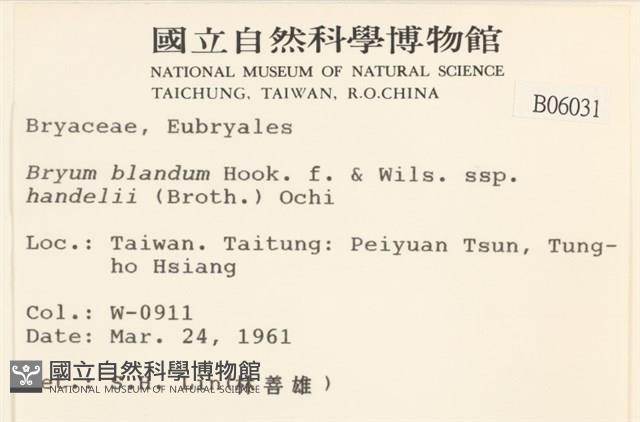 國立自然科學博物館
NATIONAL MUSEUM OF NATURAL SCIENCE
TAICHUNG, TAIWAN, R.O.CHINA
B06031
Bryaceae, Eubryales
Bryum blandum Hook. f. & Wils. ssp.
handelii (Broth.) Ochi
Loc.: Taiwan. Taitung: Peiyuan Tsun, Tung-
ho Hsiang
Col.: W-0911
Date: Mar. 24, 1961
Det.: S.H. Lin(林善雄)
國立自然科學博物館
NATIONAL MUSEUM OF NATURAL SCIENCE